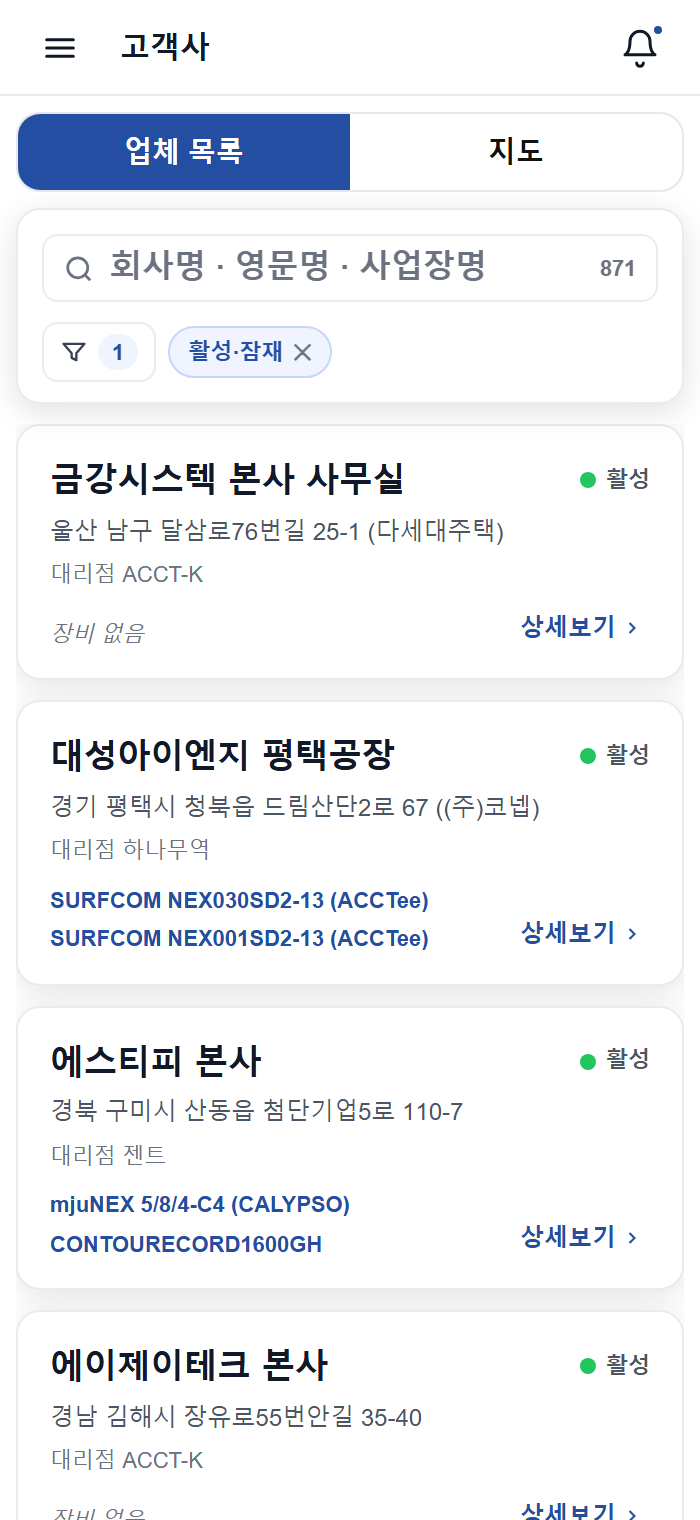 고객사
업체 목록
지도
회사명 · 영문명 · 사업장명
871
1
활성·잠재
금강시스텍 본사 사무실
활성
울산 남구 달삼로76번길 25-1 (다세대주택)
대리점 ACCT-K
장비 없음
상세보기
대성아이엔지 평택공장
활성
경기 평택시 청북읍 드림산단2로 67 ((주)코넵)
대리점 하나무역
SURFCOM NEX030SD2-13 (ACCTee)
SURFCOM NEX001SD2-13 (ACCTee)
상세보기
에스티피 본사
활성
경북 구미시 산동읍 첨단기업5로 110-7
대리점 젠트
mjuNEX 5/8/4-C4 (CALYPSO)
CONTOURECORD1600GH
상세보기
에이제이테크 본사
활성
경남 김해시 장유로55번안길 35-40
대리점 ACCT-K
장비 없음
상세보기